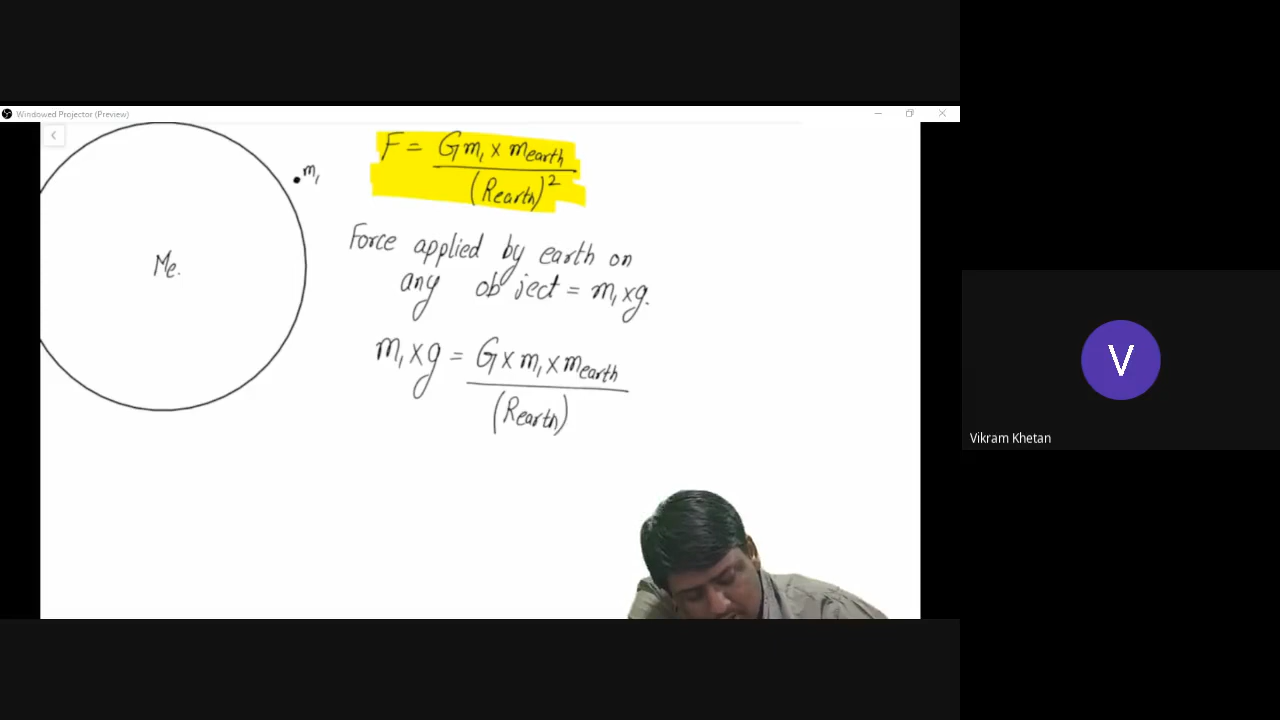 Windowed Projector (Preview)
F = G m₁ × mearth
(Rearth)²
m₁
Me.
Force applied by earth on
any object = m₁×g.
m₁×g = G × m₁ × mearth
(Rearth)
V
Vikram Khetan